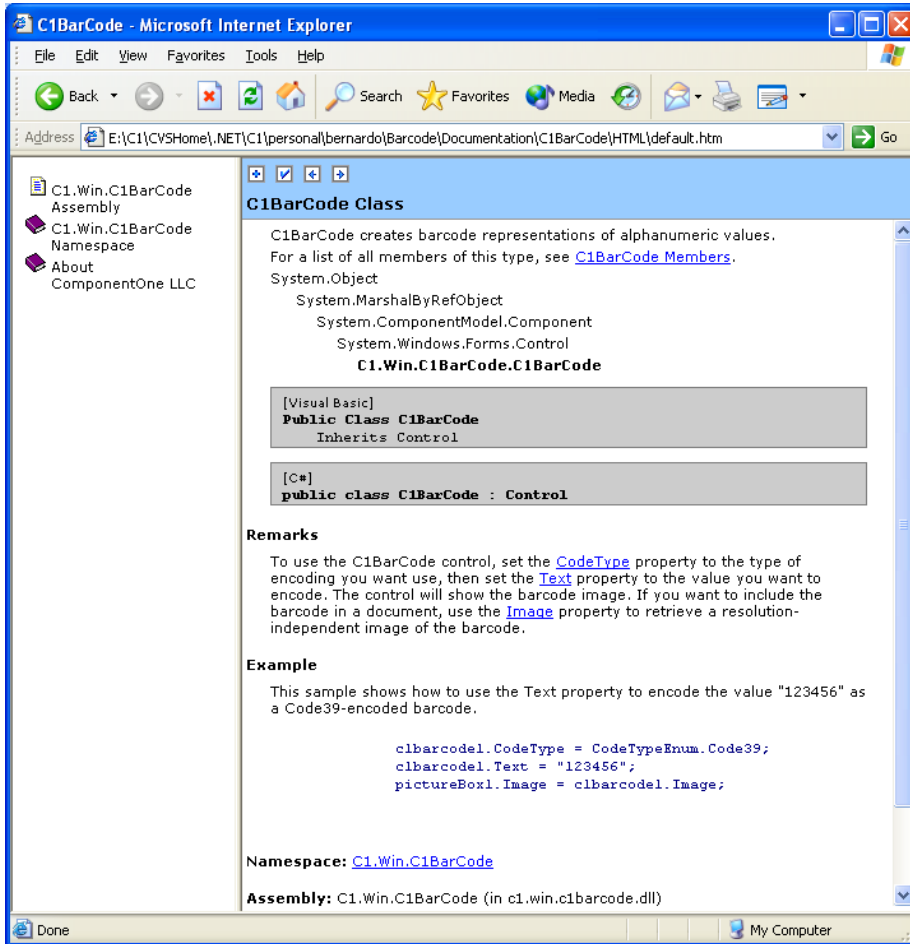 C1BarCode - Microsoft Internet Explorer
File Edit View Favorites Tools Help
Back Search Favorites Media
Address E:\C1\CVSHome\.NET\C1\personal\bernardo\Barcode\Documentation\C1BarCode\HTML\default.htm Go
C1.Win.C1BarCode
Assembly
C1.Win.C1BarCode
Namespace
About
ComponentOne LLC
C1BarCode Class
C1BarCode creates barcode representations of alphanumeric values.
For a list of all members of this type, see C1BarCode Members.
System.Object
System.MarshalByRefObject
System.ComponentModel.Component
System.Windows.Forms.Control
C1.Win.C1BarCode.C1BarCode
[Visual Basic]
Public Class C1BarCode
Inherits Control
[C#]
public class C1BarCode : Control
Remarks
To use the C1BarCode control, set the CodeType property to the type of
encoding you want use, then set the Text property to the value you want to
encode. The control will show the barcode image. If you want to include the
barcode in a document, use the Image property to retrieve a resolution-
independent image of the barcode.
Example
This sample shows how to use the Text property to encode the value "123456" as
a Code39-encoded barcode.
c1barcode1.CodeType = CodeTypeEnum.Code39;
c1barcode1.Text = "123456";
pictureBox1.Image = c1barcode1.Image;
Namespace: C1.Win.C1BarCode
Assembly: C1.Win.C1BarCode (in c1.win.c1barcode.dll)
Done My Computer